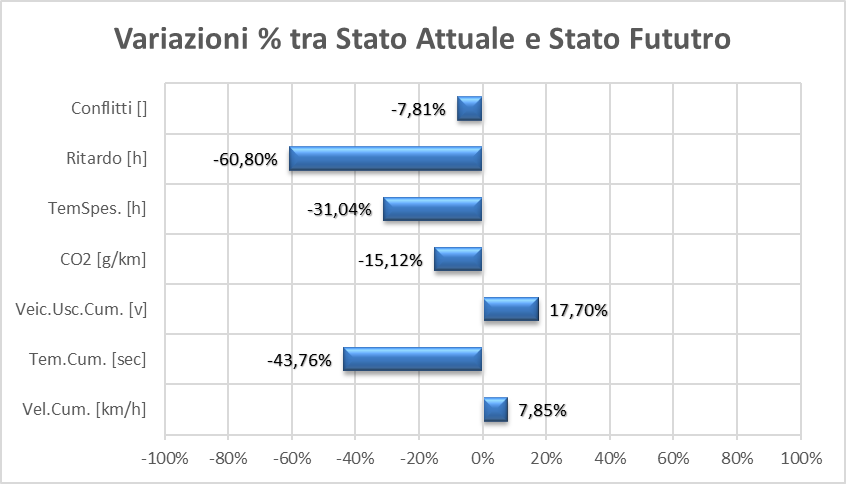 Variazioni % tra Stato Attuale e Stato Fututro
Conflitti [] -7,81%
Ritardo [h] -60,80%
TemSpes. [h] -31,04%
CO2 [g/km] -15,12%
Veic.Usc.Cum. [v] 17,70%
Tem.Cum. [sec] -43,76%
Vel.Cum. [km/h] 7,85%
-100% -80% -60% -40% -20% 0% 20% 40% 60% 80% 100%